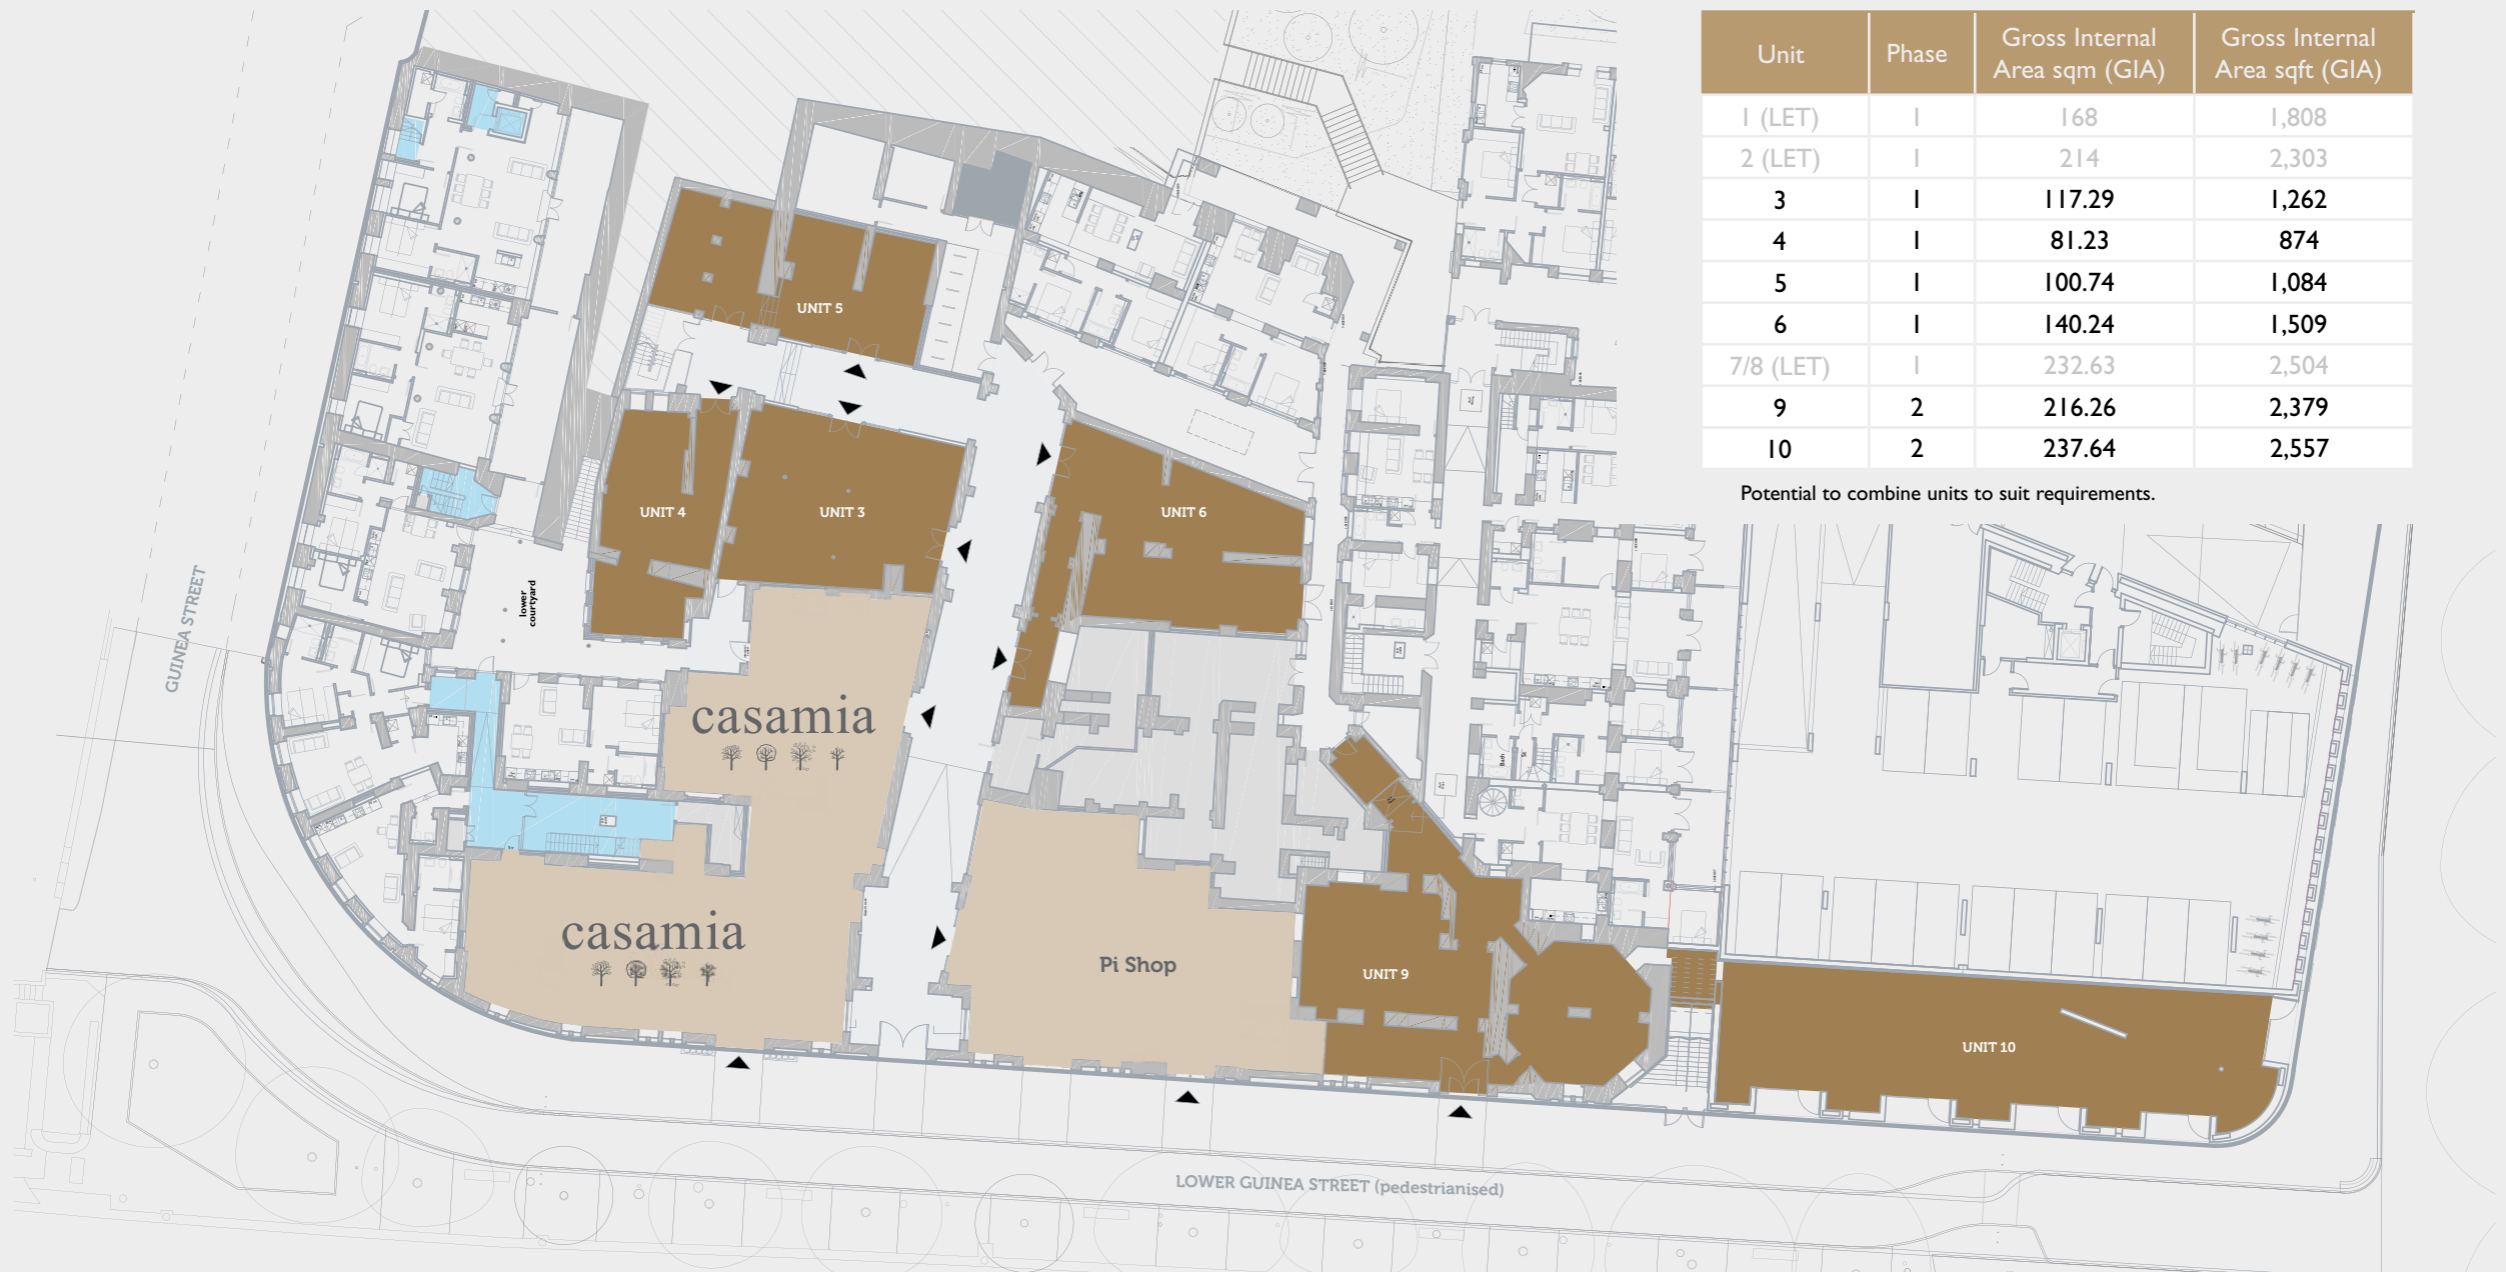 Unit Phase Gross Internal Area sqm (GIA) Gross Internal Area sqft (GIA)
1 (LET) 1 168 1,808
2 (LET) 1 214 2,303
3 1 117.29 1,262
4 1 81.23 874
5 1 100.74 1,084
6 1 140.24 1,509
7/8 (LET) 1 232.63 2,504
9 2 216.26 2,379
10 2 237.64 2,557
Potential to combine units to suit requirements.
UNIT 5
UNIT 4
UNIT 3
UNIT 6
lower
courtyard
GUINEA STREET
casamia
casamia
Pi Shop
UNIT 9
UNIT 10
Bath
LOWER GUINEA STREET (pedestrianised)